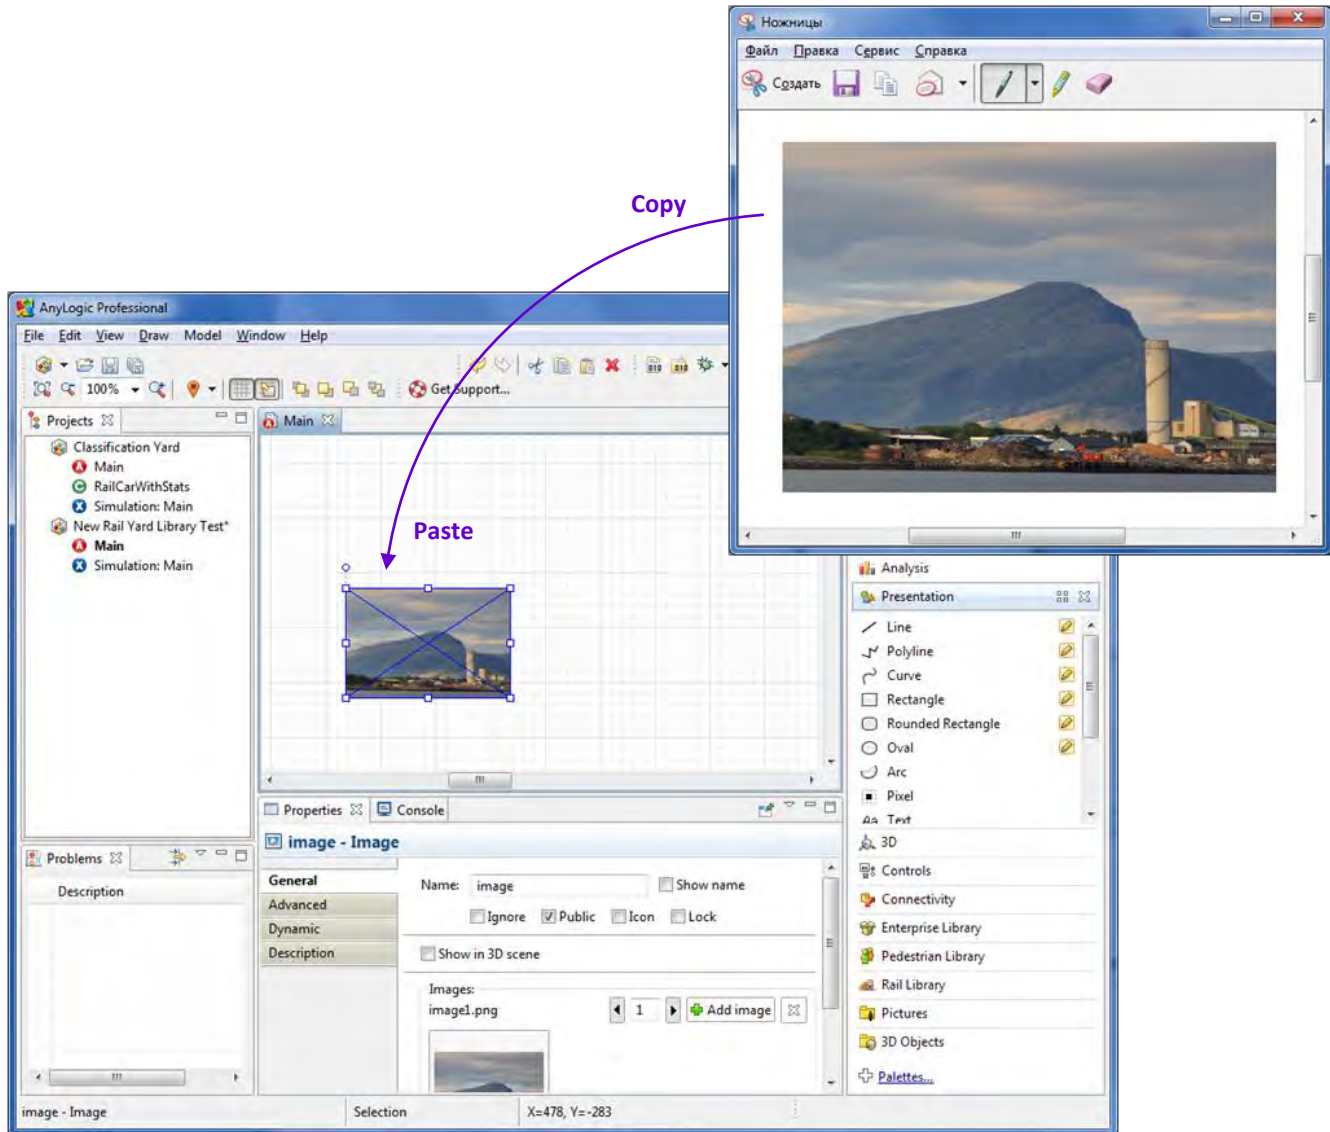 Ножницы
Файл Правка Сервис Справка
Создать
Copy
AnyLogic Professional
File Edit View Draw Model Window Help
100% Get Support...
Projects
Main
Classification Yard
Main
RailCarWithStats
Simulation: Main
New Rail Yard Library Test*
Main
Simulation: Main
Paste
Analysis
Presentation
Line
Polyline
Curve
Rectangle
Rounded Rectangle
Oval
Arc
Pixel
Aa Text
3D
Controls
Connectivity
Enterprise Library
Pedestrian Library
Rail Library
Pictures
3D Objects
Palettes...
Properties Console
image - Image
General
Advanced
Dynamic
Description
Name: image Show name
Ignore Public Icon Lock
Show in 3D scene
Images:
image1.png 1 Add image
Problems
Description
image - Image Selection X=478, Y=-283